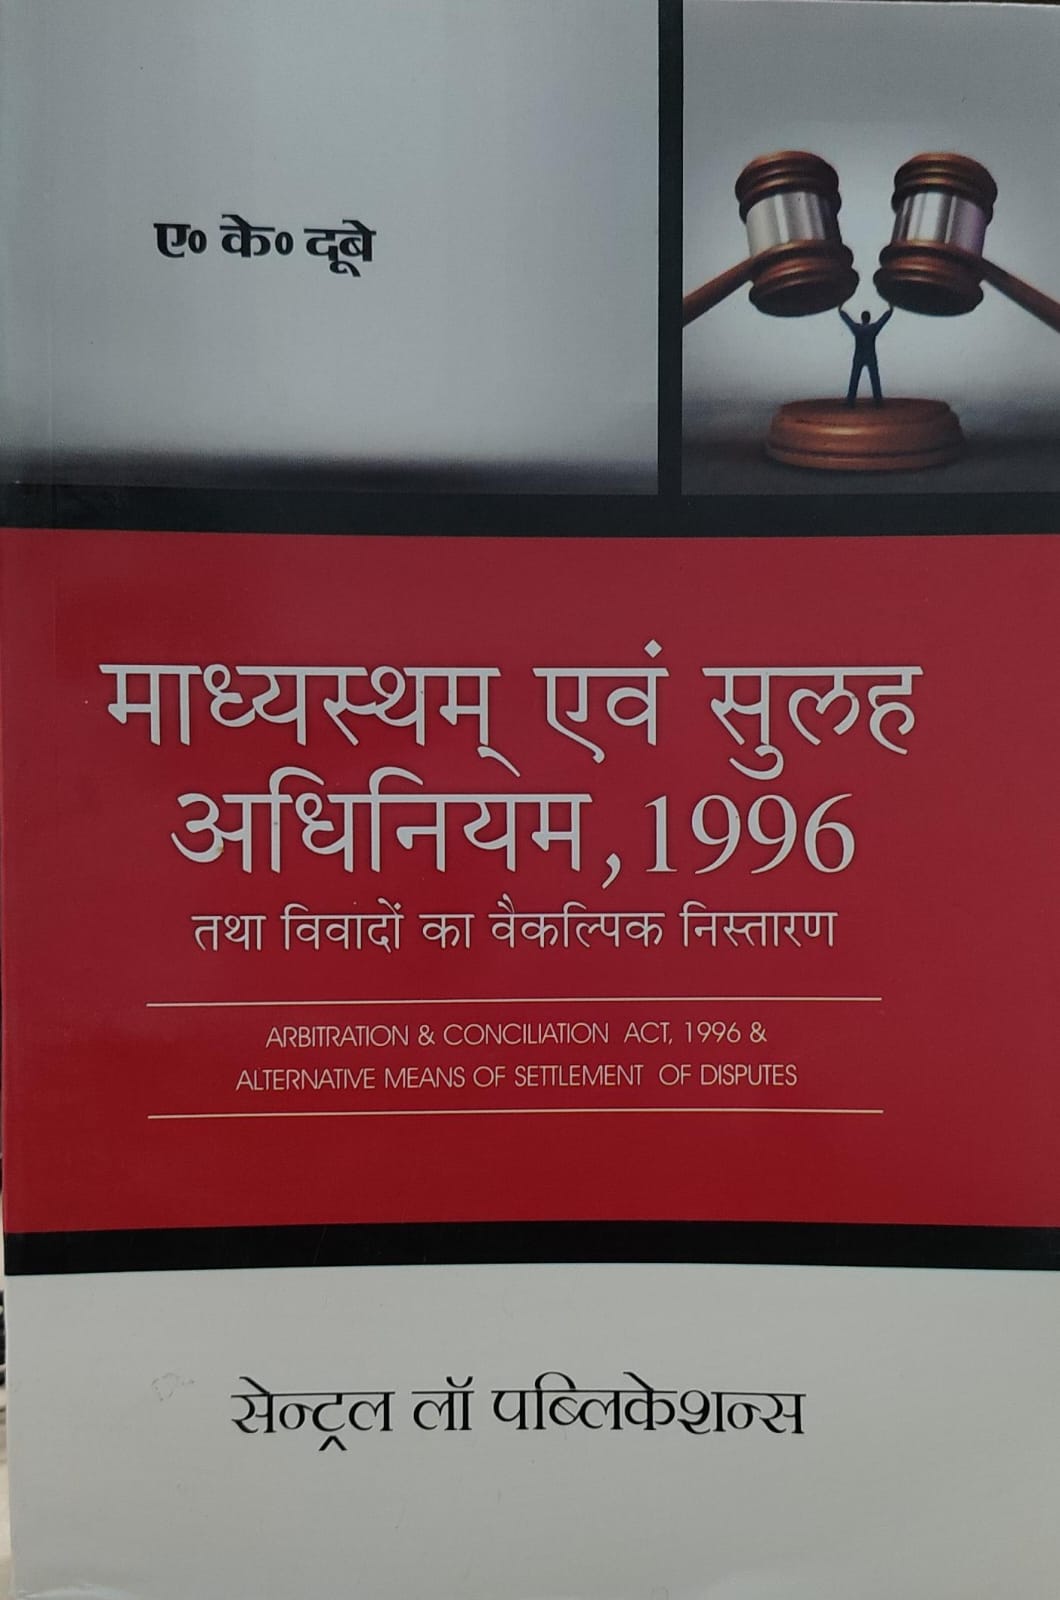 ए० के० दूबे
माध्यस्थम् एवं सुलह
अधिनियम, 1996
तथा विवादों का वैकल्पिक निस्तारण
ARBITRATION & CONCILIATION ACT, 1996 &
ALTERNATIVE MEANS OF SETTLEMENT OF DISPUTES
सेन्ट्रल लॉ पब्लिकेशन्स